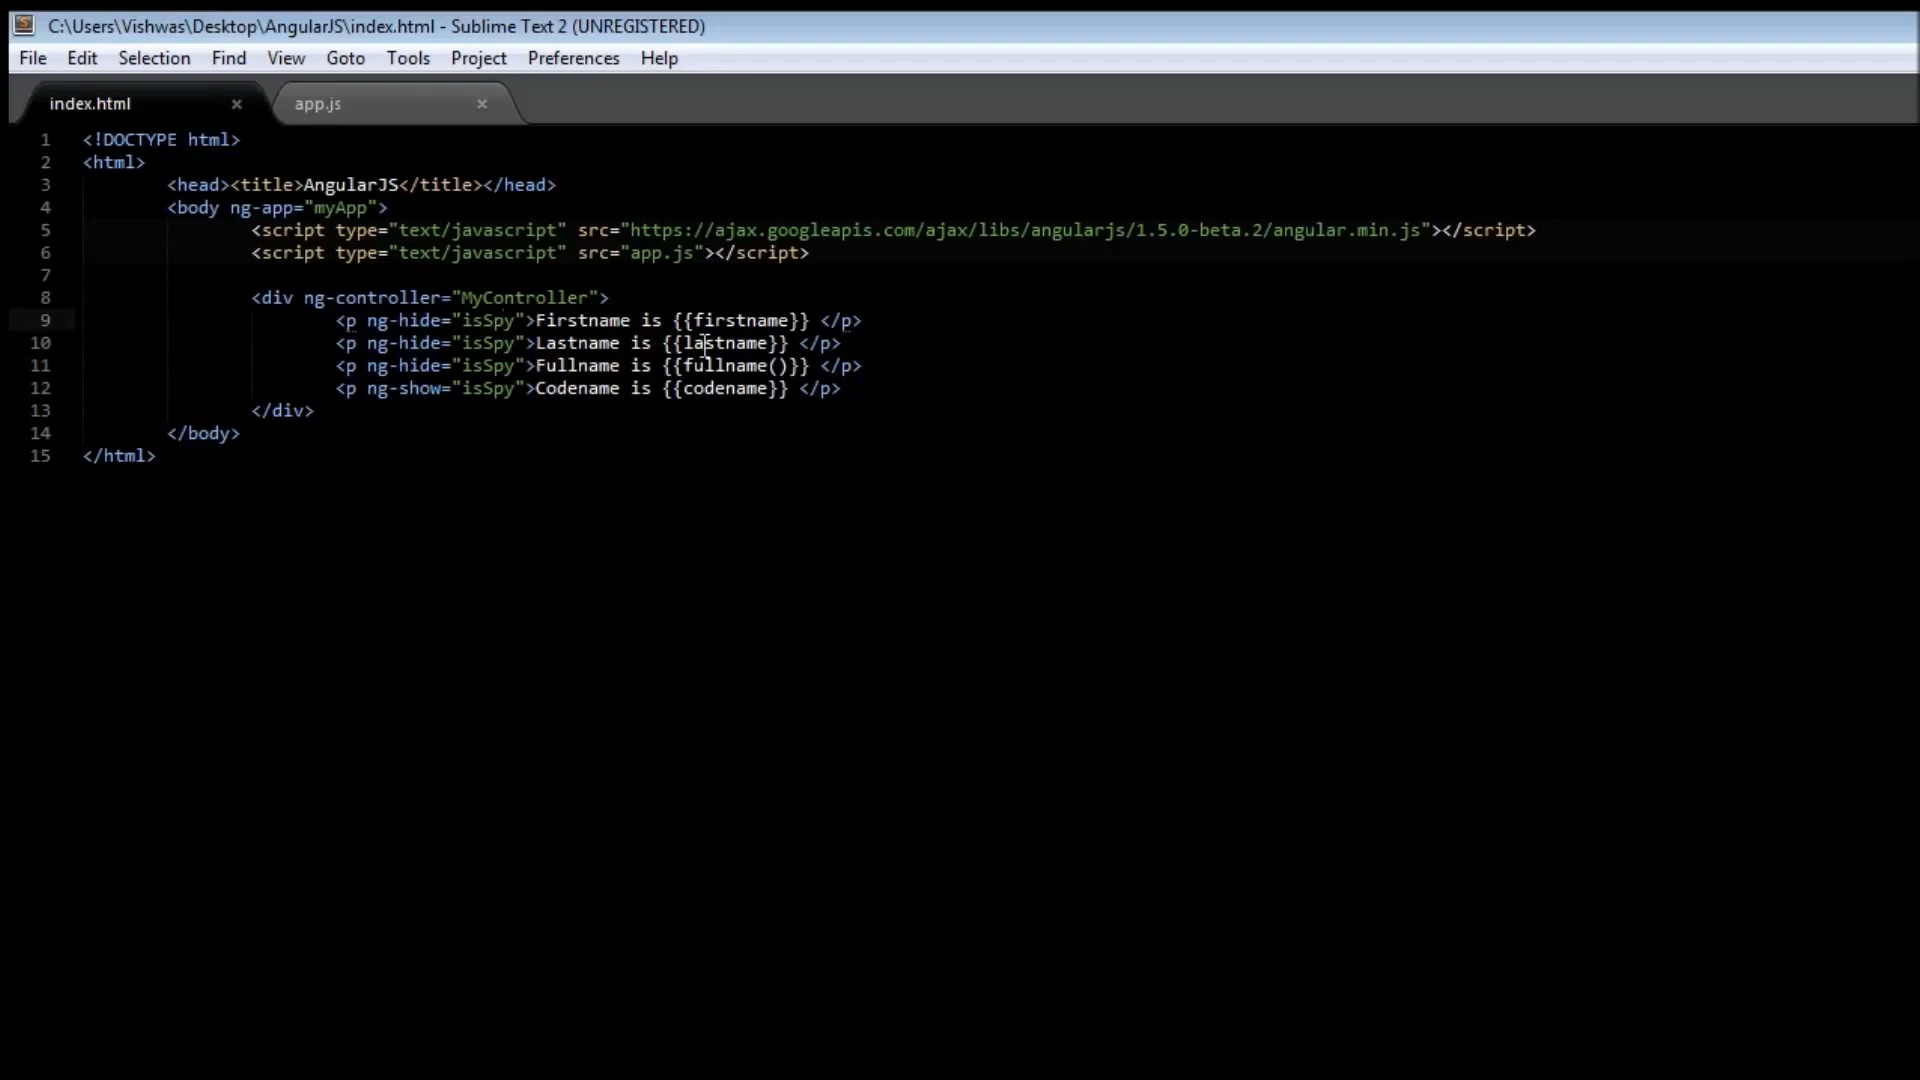 C:\Users\Vishwas\Desktop\AngularJS\index.html - Sublime Text 2 (UNREGISTERED)
File Edit Selection Find View Goto Tools Project Preferences Help
index.html × app.js ×
1 <!DOCTYPE html>
2 <html>
3 <head><title>AngularJS</title></head>
4 <body ng-app="myApp">
5 <script type="text/javascript" src="https://ajax.googleapis.com/ajax/libs/angularjs/1.5.0-beta.2/angular.min.js"></script>
6 <script type="text/javascript" src="app.js"></script>
7
8 <div ng-controller="MyController">
9 <p ng-hide="isSpy">Firstname is {{firstname}} </p>
10 <p ng-hide="isSpy">Lastname is {{lastname}} </p>
11 <p ng-hide="isSpy">Fullname is {{fullname()}} </p>
12 <p ng-show="isSpy">Codename is {{codename}} </p>
13 </div>
14 </body>
15 </html>